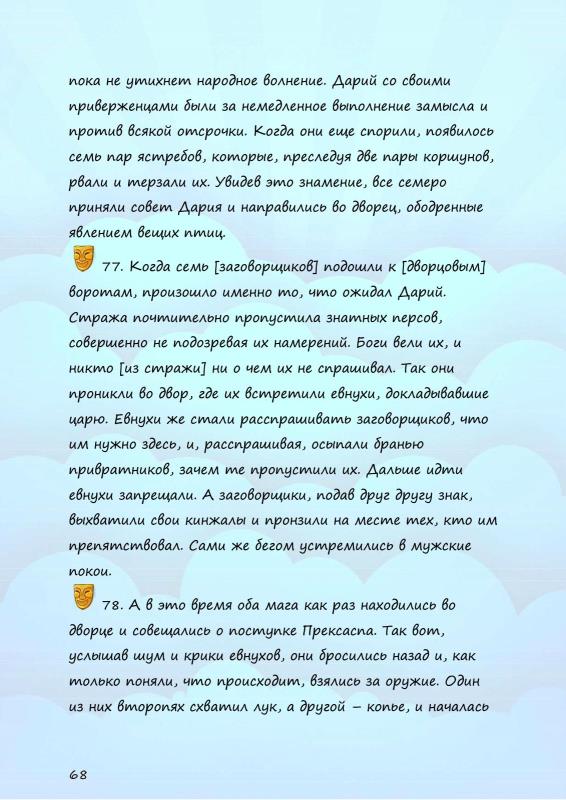 пока не утихнет народное волнение. Дарий со своими
приверженцами были за немедленное выполнение замысла и
против всякой отсрочки. Когда они еще спорили, появилось
семь пар ястребов, которые, преследуя две пары коршунов,
рвали и терзали их. Увидев это знамение, все семеро
приняли совет Дария и направились во дворец, ободренные
явлением вещих птиц.
77. Когда семь [заговорщиков] подошли к [дворцовым]
воротам, произошло именно то, что ожидал Дарий.
Стража почтительно пропустила знатных персов,
совершенно не подозревая их намерений. Боги вели их, и
никто [из стражи] ни о чем их не спрашивал. Так они
проникли во двор, где их встретили евнухи, докладывавшие
царю. Евнухи же стали расспрашивать заговорщиков, что
им нужно здесь, и, расспрашивая, осыпали бранью
привратников, зачем те пропустили их. Дальше идти
евнухи запрещали. А заговорщики, подав друг другу знак,
выхватили свои кинжалы и пронзили на месте тех, кто им
препятствовал. Сами же бегом устремились в мужские
покои.
78. А в это время оба мага как раз находились во
дворце и совещались о поступке Прексаспа. Так вот,
услышав шум и крики евнухов, они бросились назад и, как
только поняли, что происходит, взялись за оружие. Один
из них второпях схватил лук, а другой – копье, и началась
68